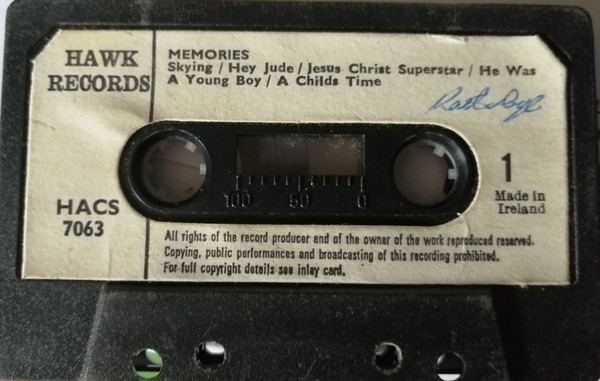 HAWK
RECORDS
MEMORIES
Skying / Hey Jude / Jesus Christ Superstar / He Was
A Young Boy / A Childs Time
100 50 0
HACS
7063
1
Made in
Ireland
All rights of the record producer and of the owner of the work reproduced reserved.
Copying, public performances and broadcasting of this recording prohibited.
For full copyright details see inlay card.